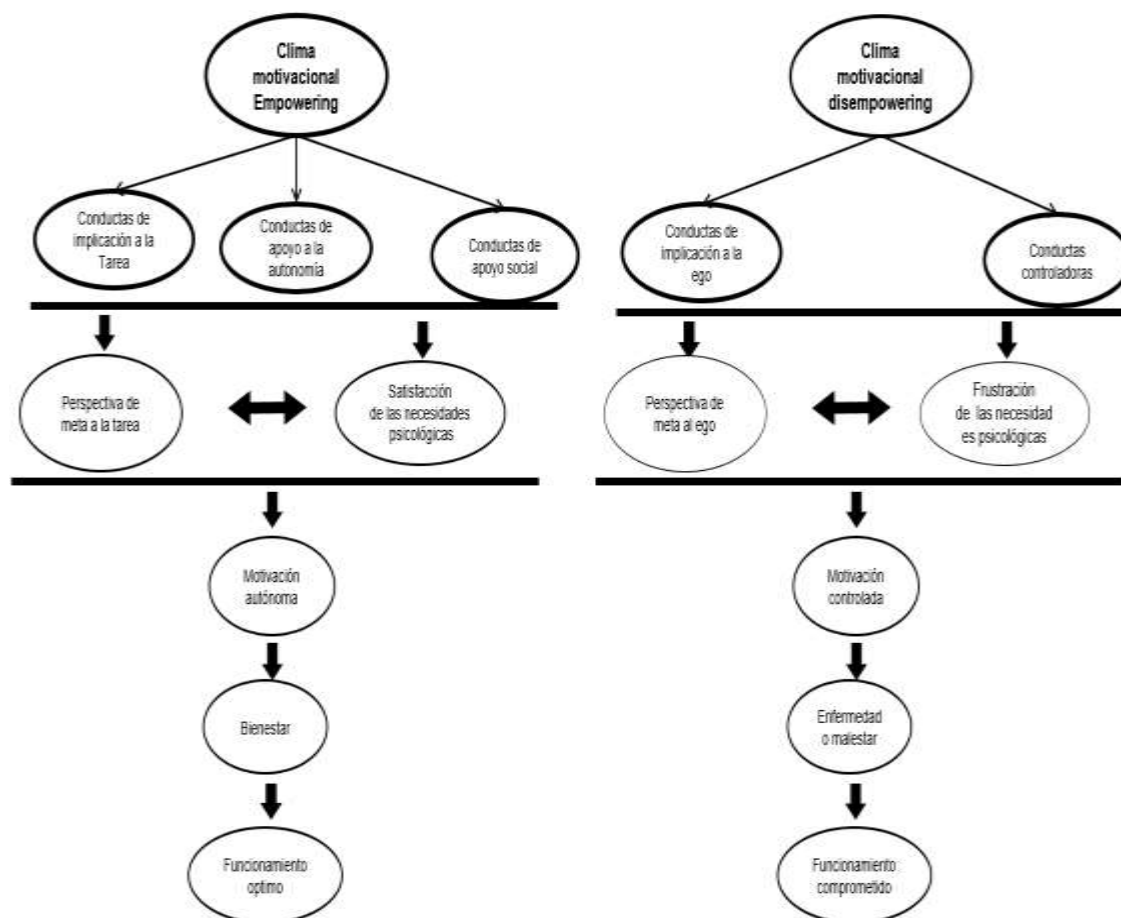 Clima
motivacional
Empowering
Conductas de
implicación a la
Tarea
Conductas de
apoyo a la
autonomía
Conductas de
apoyo social
Perspectiva de
meta a la tarea
Satisfacción
de las necesidades
psicológicas
Motivación
autónoma
Bienestar
Funcionamiento
optimo
Clima
motivacional
disempowering
Conductas de
implicación a la
ego
Conductas
controladoras
Perspectiva de
meta al ego
Frustración
de las necesidad
es psicológicas
Motivación
controlada
Enfermedad
o malestar
Funcionamiento
comprometido